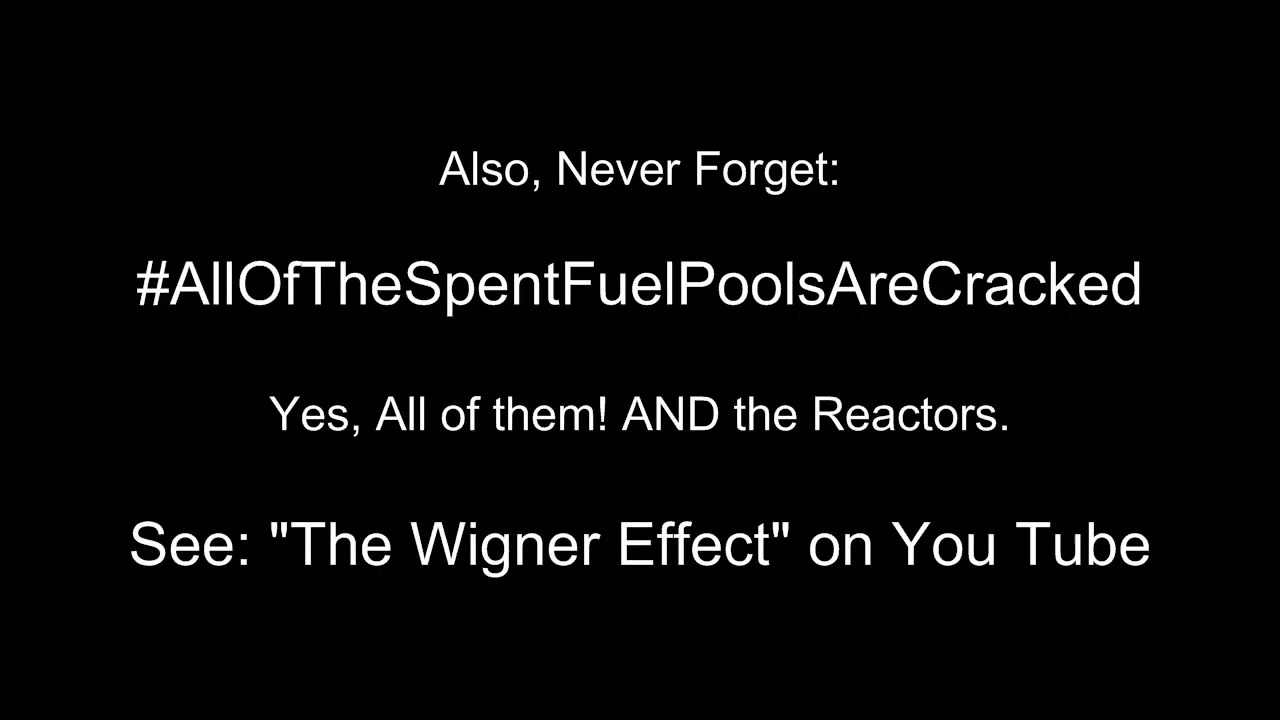 Also, Never Forget:
#AllOfTheSpentFuelPoolsAreCracked
Yes, All of them! AND the Reactors.
See: "The Wigner Effect" on You Tube